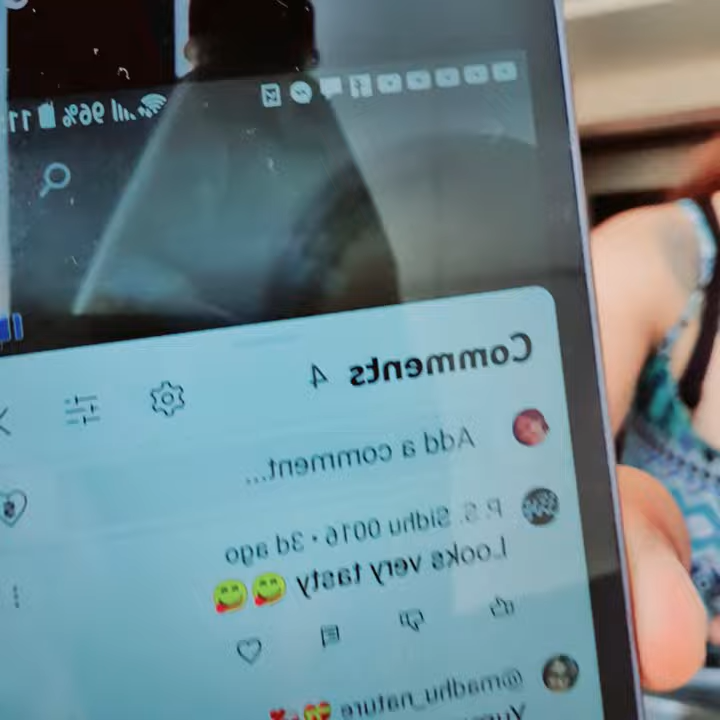 96%
Comments 4
Add a comment...
P. S. Sidhu 0016 • 3d ago
Looks very tasty 😋😋
@madhu_nature